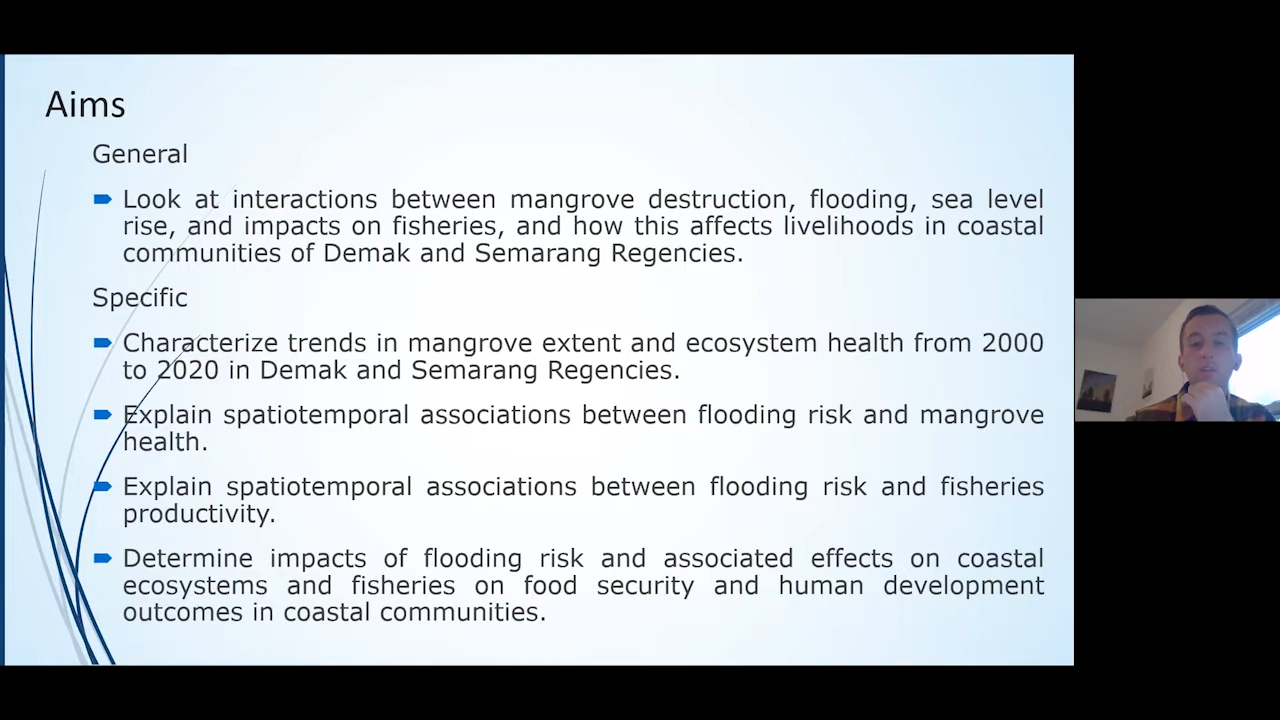 Aims
General
Look at interactions between mangrove destruction, flooding, sea level
rise, and impacts on fisheries, and how this affects livelihoods in coastal
communities of Demak and Semarang Regencies.
Specific
Characterize trends in mangrove extent and ecosystem health from 2000
to 2020 in Demak and Semarang Regencies.
Explain spatiotemporal associations between flooding risk and mangrove
health.
Explain spatiotemporal associations between flooding risk and fisheries
productivity.
Determine impacts of flooding risk and associated effects on coastal
ecosystems and fisheries on food security and human development
outcomes in coastal communities.